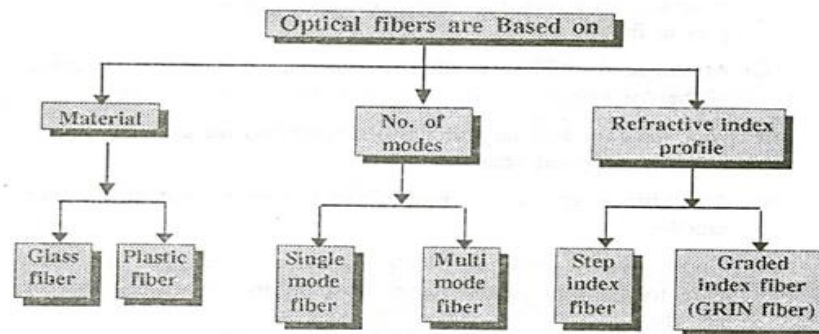 Optical fibers are Based on
Material
No. of
modes
Refractive index
profile
Glass
fiber
Plastic
fiber
Single
mode
fiber
Multi
mode
fiber
Step
index
fiber
Graded
index fiber
(GRIN fiber)